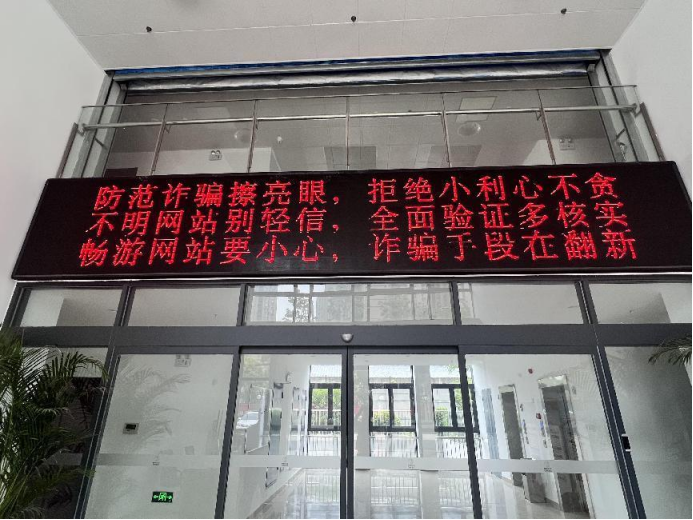 防范诈骗擦亮眼，拒绝小利心不贪
不明网站别轻信，全面验证多核实
畅游网站要小心，诈骗手段在翻新